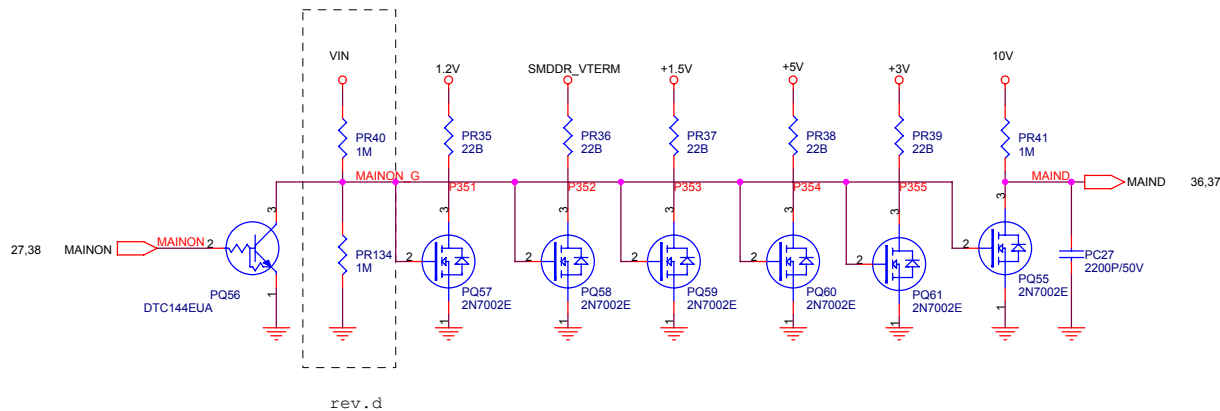 VIN
1.2V
SMDDR_VTERM
+1.5V
+5V
+3V
10V
PR40
1M
PR35
22B
PR36
22B
PR37
22B
PR38
22B
PR39
22B
PR41
1M
MAINON_G
P351
P352
P353
P354
P355
MAIND
MAIND
36,37
27,38
MAINON
MAINON
2
3
1
PQ56
DTC144EUA
PR134
1M
3
2
1
PQ57
2N7002E
3
2
1
PQ58
2N7002E
3
2
1
PQ59
2N7002E
3
2
1
PQ60
2N7002E
3
2
1
PQ61
2N7002E
3
2
1
PQ55
2N7002E
PC27
2200P/50V
rev.d